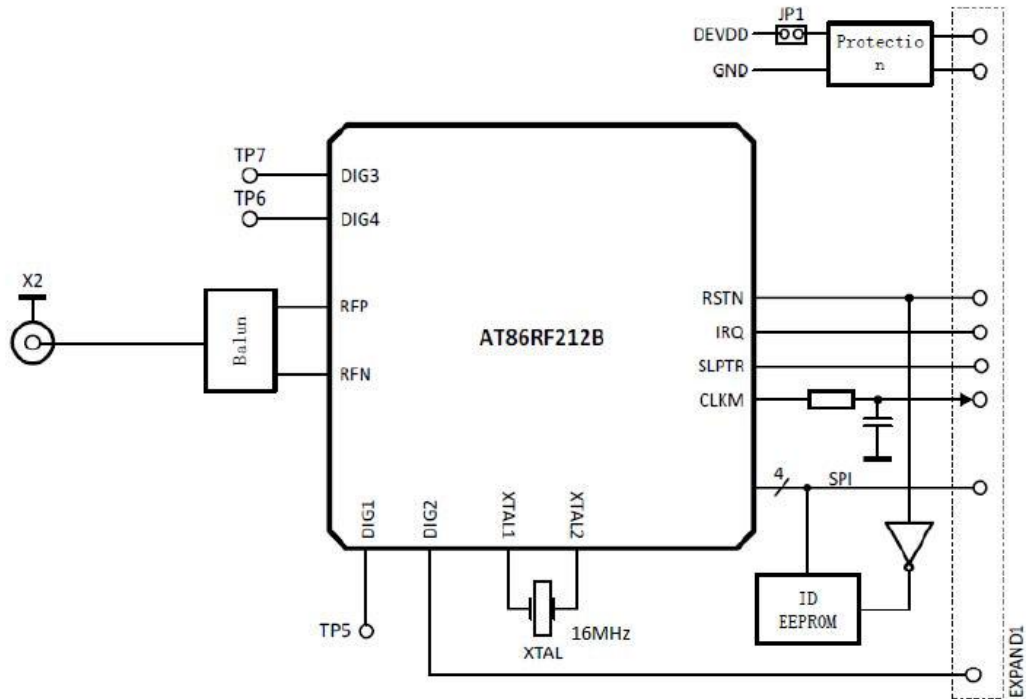 JP1
DEVDD
Protectio
n
GND
TP7
DIG3
TP6
DIG4
X2
RFP
RSTN
Balun
AT86RF212B
IRQ
RFN
SLPTR
CLKM
4
SPI
DIG1
DIG2
XTAL1
XTAL2
ID
EEPROM
TP5
16MHz
XTAL
EXPAND1